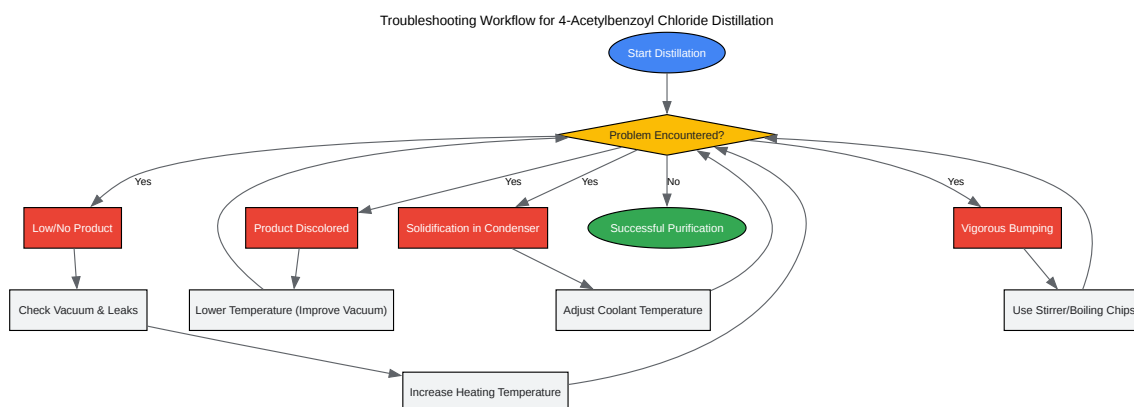 Troubleshooting Workflow for 4-Acetylbenzoyl Chloride Distillation
Start Distillation
Problem Encountered?
Yes
Yes
Yes
No
Yes
Low/No Product
Product Discolored
Solidification in Condenser
Successful Purification
Vigorous Bumping
Check Vacuum & Leaks
Lower Temperature (Improve Vacuum)
Adjust Coolant Temperature
Use Stirrer/Boiling Chips
Increase Heating Temperature